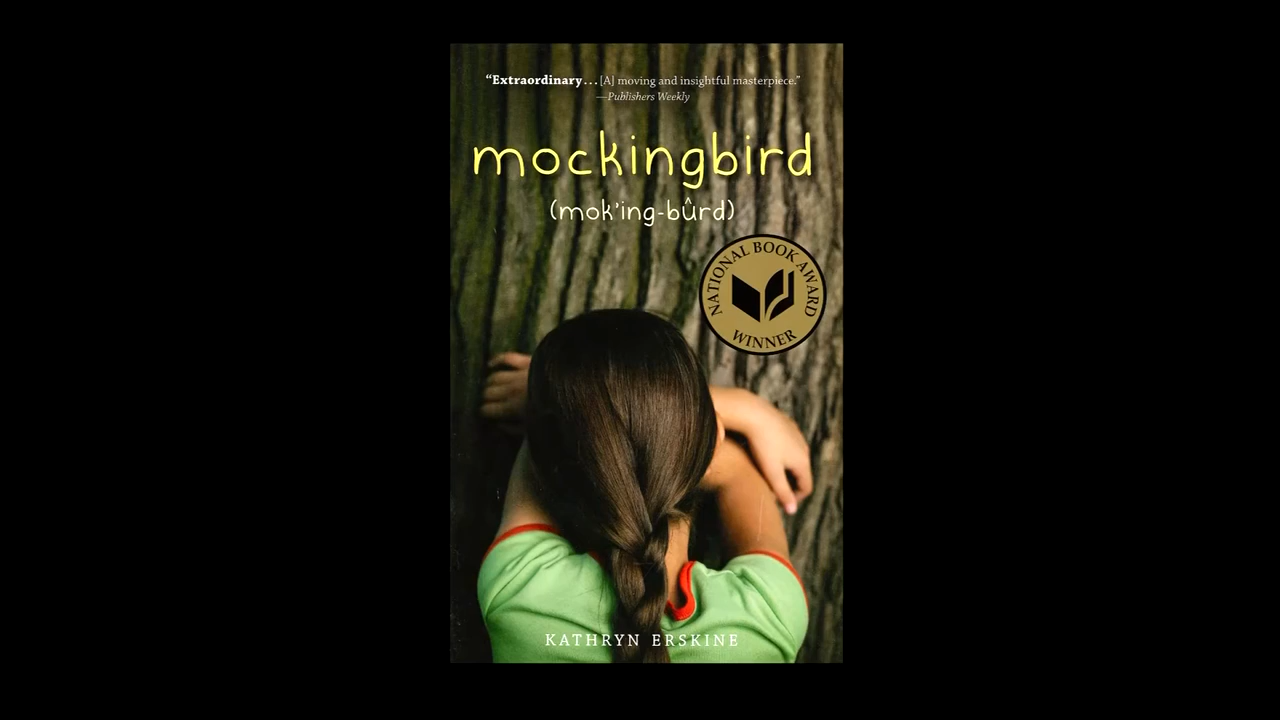 “Extraordinary...[A] moving and insightful masterpiece.”
—Publishers Weekly
mockingbird
(mok'ing-bûrd)
NATIONAL BOOK AWARD
WINNER
KATHRYN ERSKINE